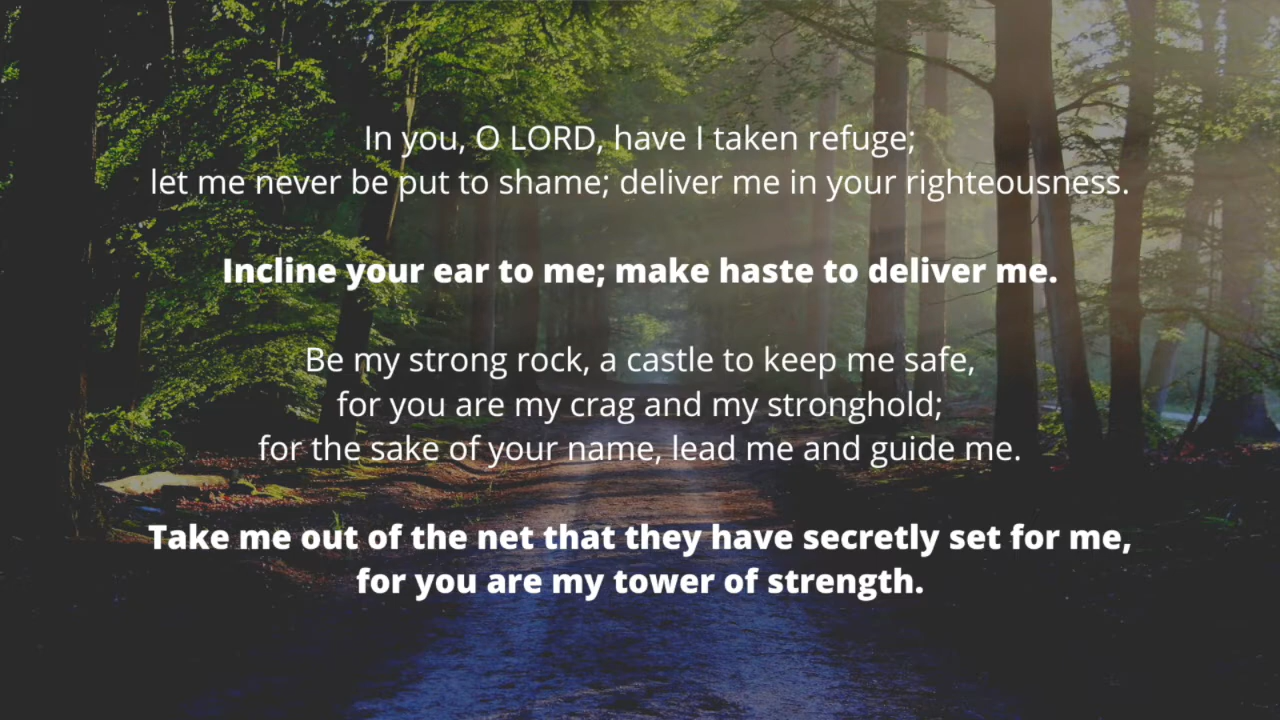 In you, O LORD, have I taken refuge;
let me never be put to shame; deliver me in your righteousness.
Incline your ear to me; make haste to deliver me.
Be my strong rock, a castle to keep me safe,
for you are my crag and my stronghold;
for the sake of your name, lead me and guide me.
Take me out of the net that they have secretly set for me,
for you are my tower of strength.